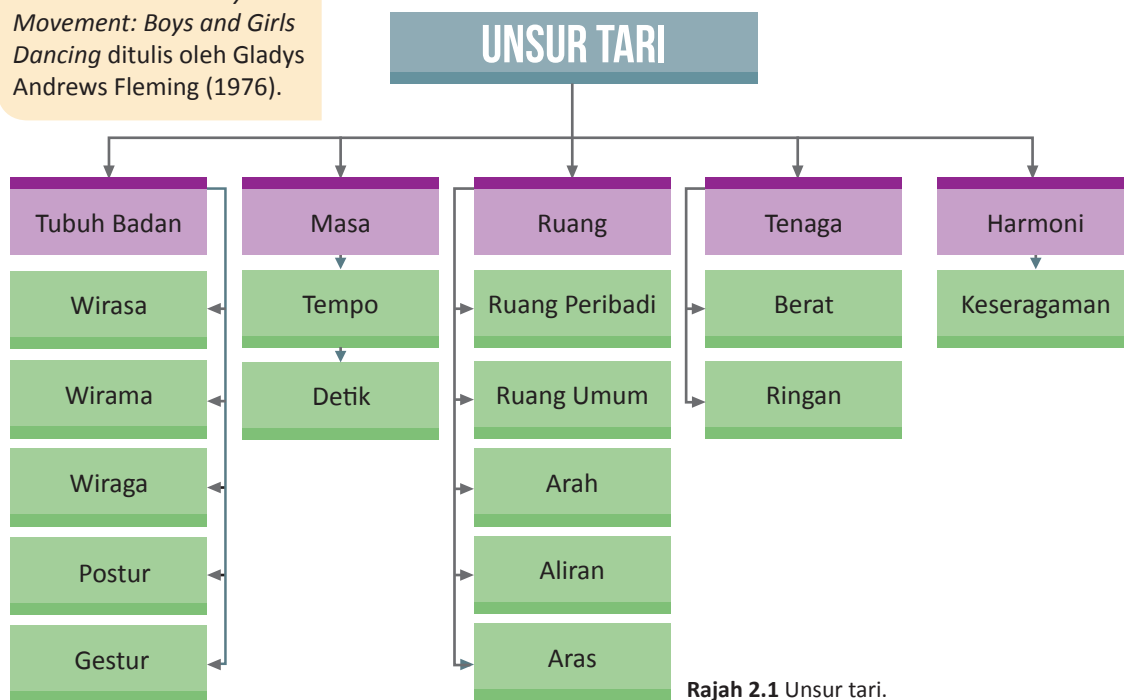 Movement: Boys and Girls
Dancing ditulis oleh Gladys
Andrews Fleming (1976).
UNSUR TARI
Tubuh Badan
Masa
Ruang
Tenaga
Harmoni
Wirasa
Tempo
Ruang Peribadi
Berat
Keseragaman
Wirama
Detik
Ruang Umum
Ringan
Wiraga
Arah
Postur
Aliran
Gestur
Aras
Rajah 2.1 Unsur tari.